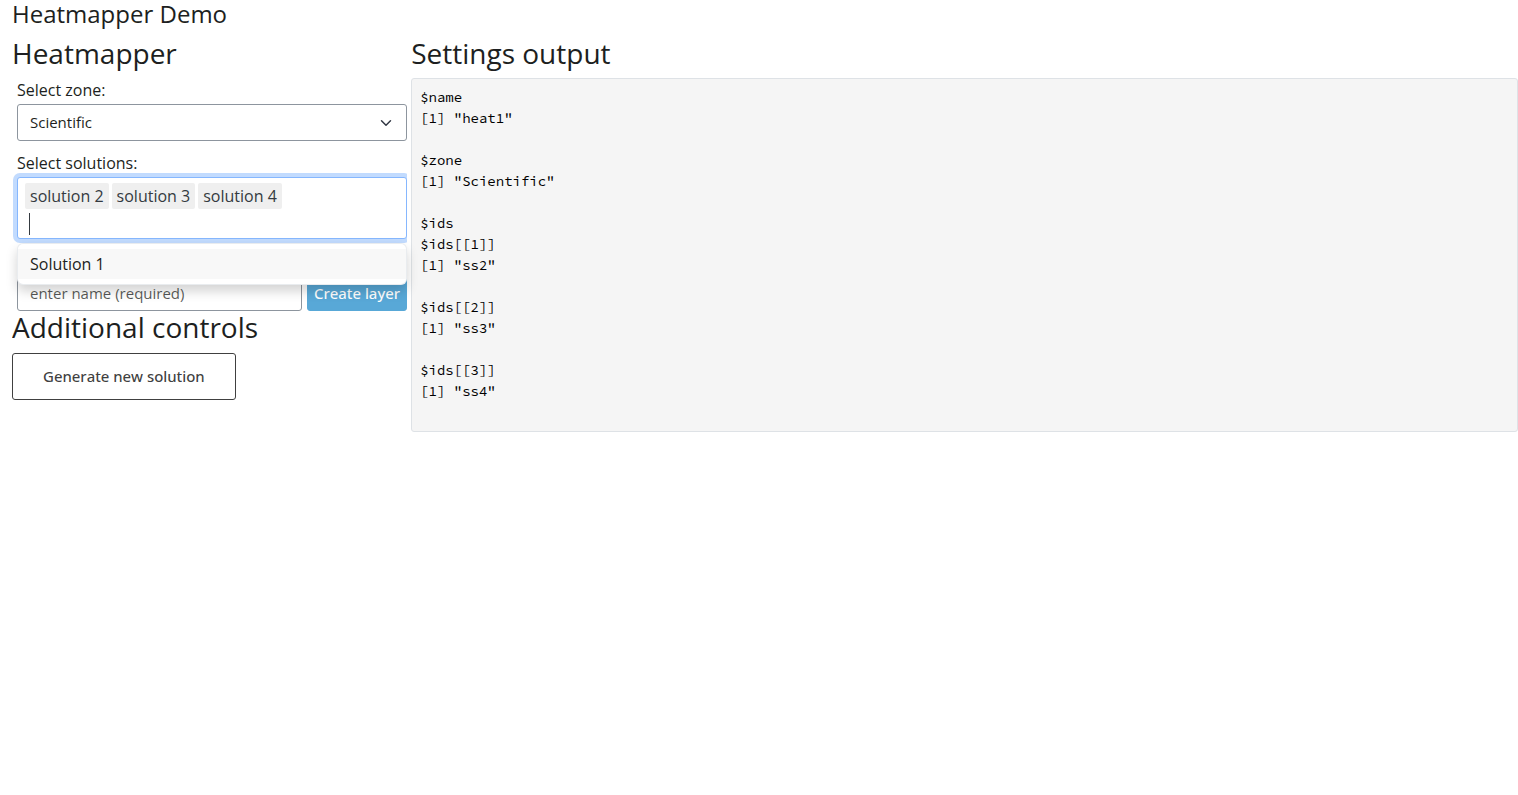 Heatmapper Demo
Heatmapper
Select zone:
Scientific
Select solutions:
solution 2 solution 3 solution 4
Solution 1
enter name (required) Create layer
Additional controls
Generate new solution
Settings output
$name
[1] "heat1"
$zone
[1] "Scientific"
$ids
$ids[[1]]
[1] "ss2"
$ids[[2]]
[1] "ss3"
$ids[[3]]
[1] "ss4"